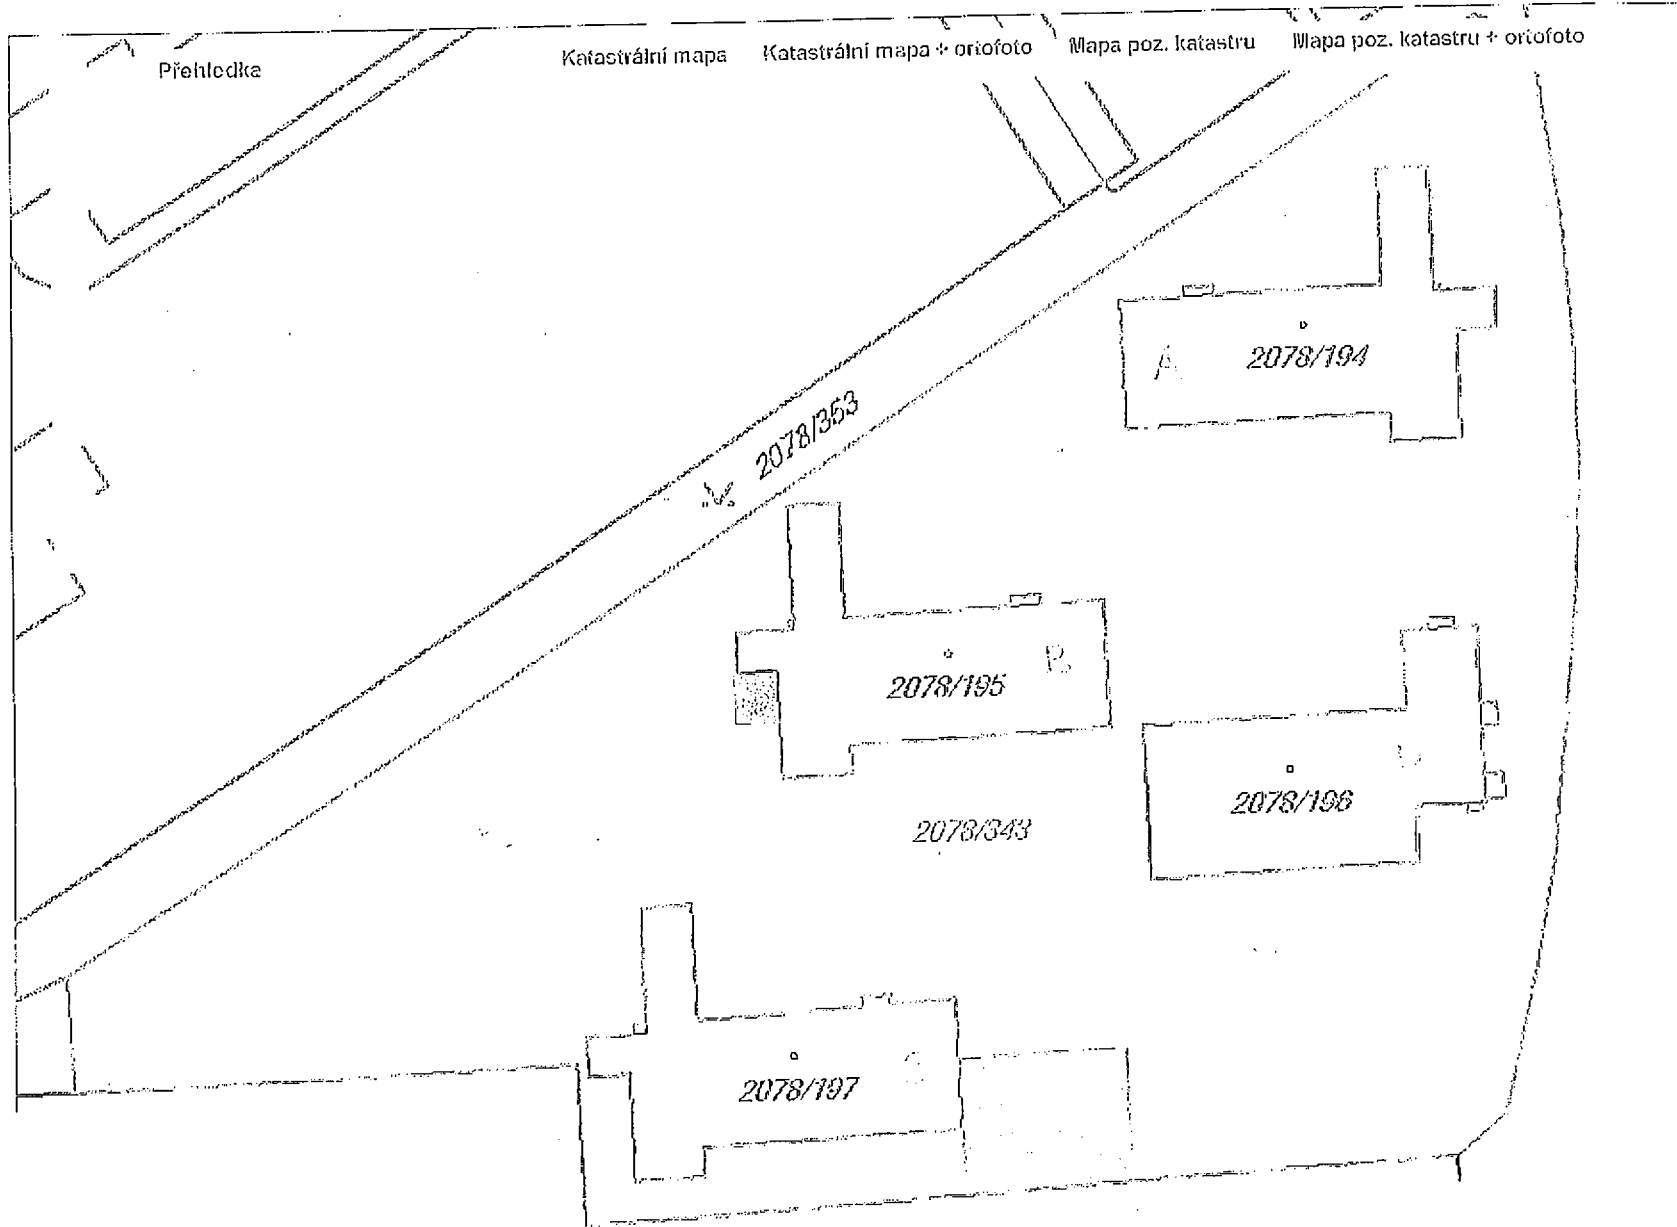 Přehledka
Katastrální mapa
Katastrální mapa + ortofoto
Mapa poz. katastru
Mapa poz. katastru + ortofoto
A
2078/194
2078/353
B
2078/195
2078/196
2078/343
2078/197